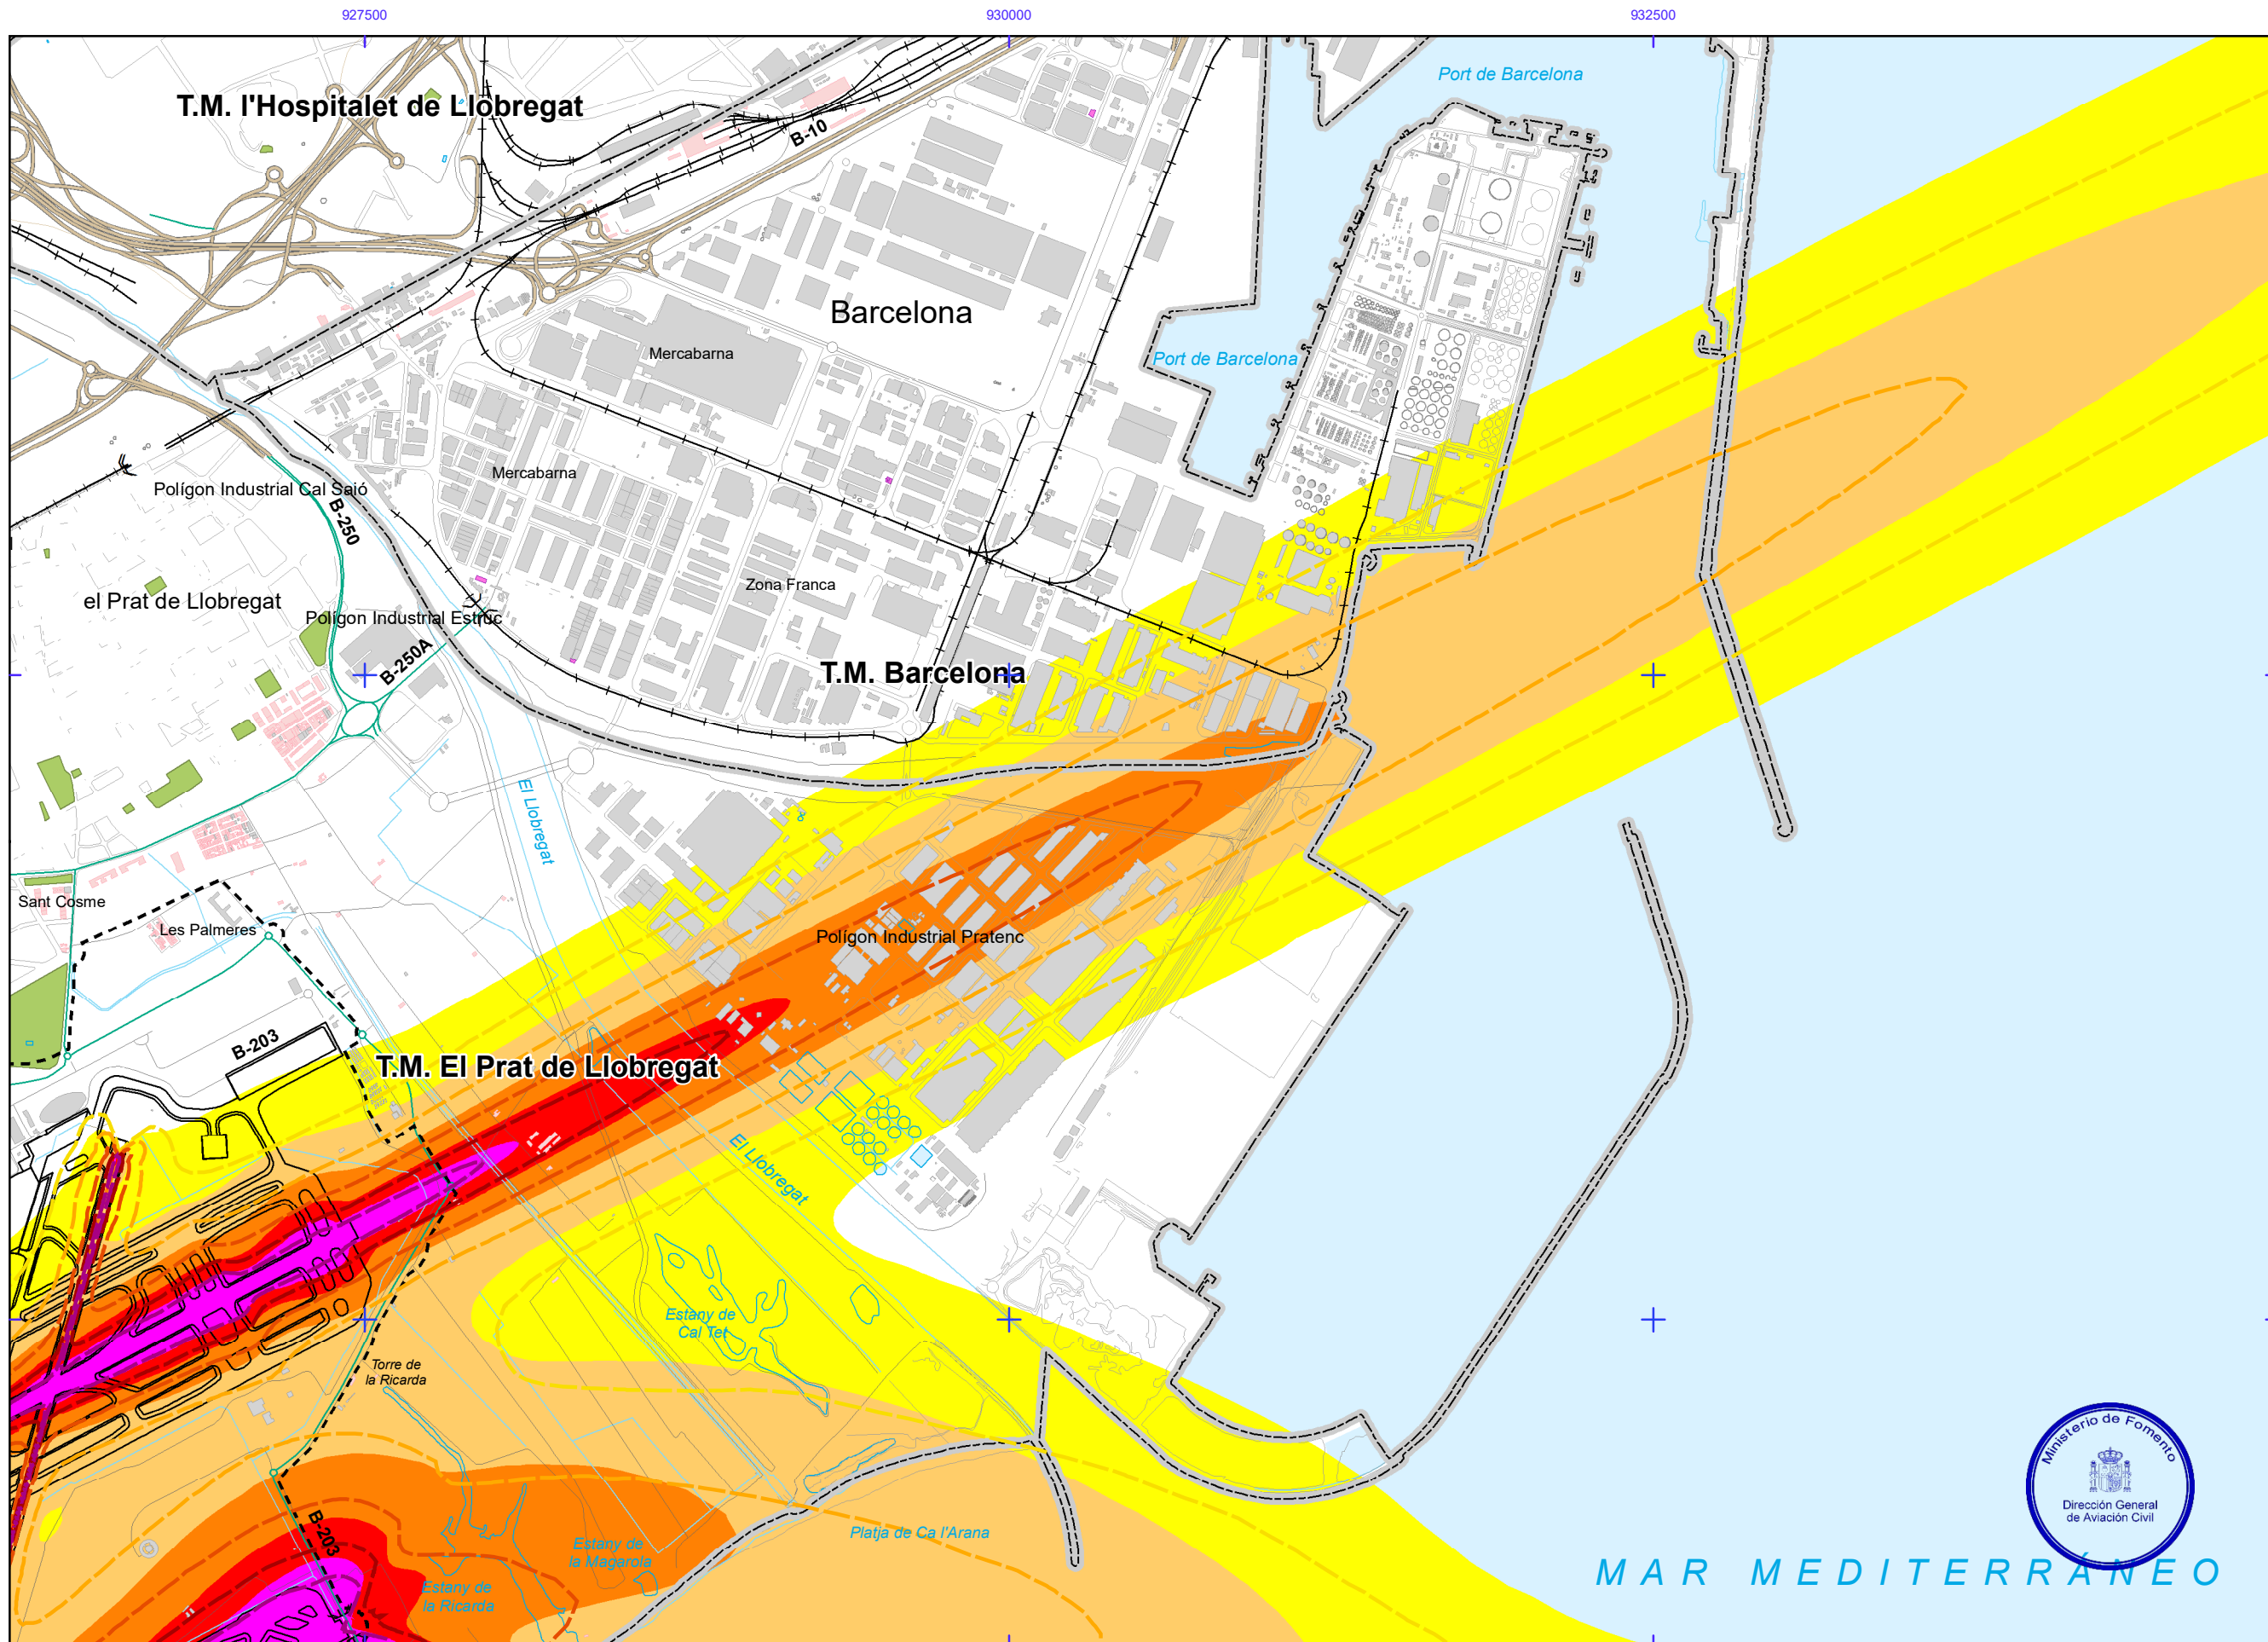 927500
930000
932500
Port de Barcelona
T.M. l'Hospitalet de Llobregat
B-10
Barcelona
Mercabarna
Port de Barcelona
Mercabarna
Polígon Industrial Cal Saió
B-250
Zona Franca
el Prat de Llobregat
Polígon Industrial Estruc
B-250A
T.M. Barcelona
El Llobregat
Sant Cosme
Les Palmeres
Polígon Industrial Pratenc
B-203
T.M. El Prat de Llobregat
El Llobregat
Estany de
Cal Tet
Torre de
la Ricarda
B-203
Platja de Ca l'Arana
Estany de
la Magarola
Estany de
la Ricarda
Ministerio de Fomento
Dirección General
de Aviación Civil
MAR MEDITERRÁNEO